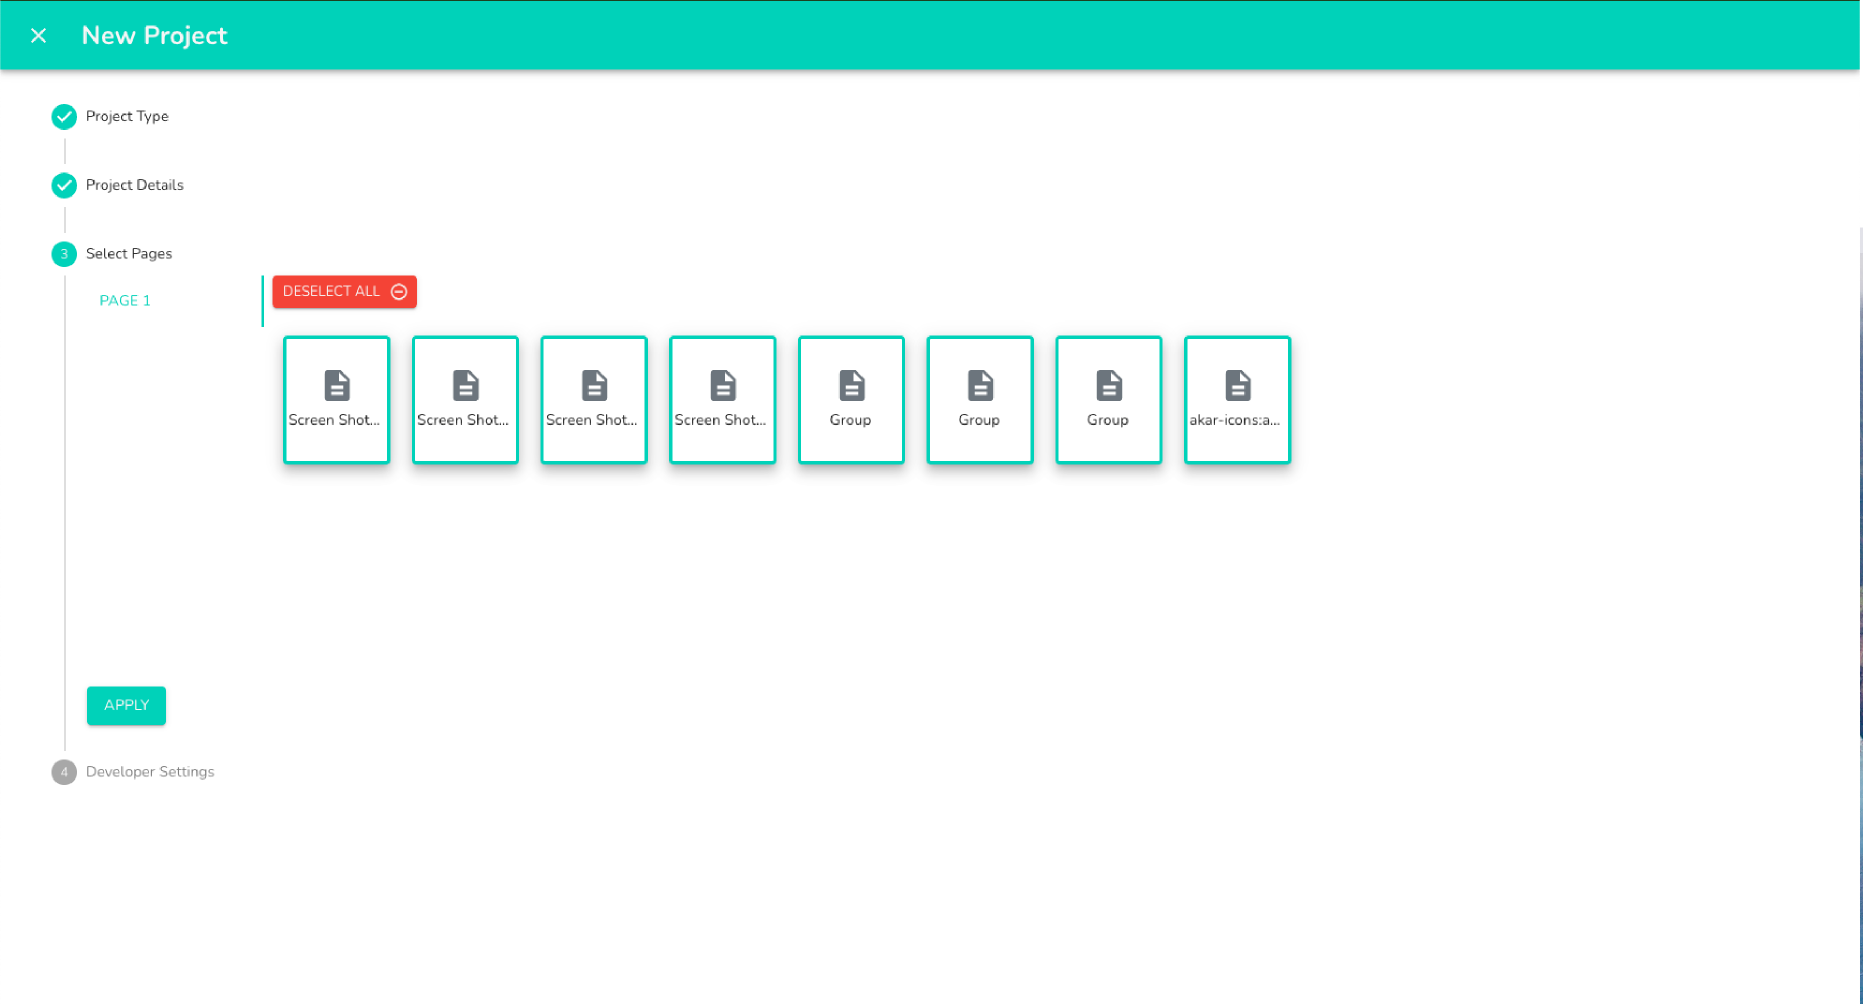 New Project
Project Type
Project Details
3 Select Pages
PAGE 1
DESELECT ALL
Screen Shot... Screen Shot... Screen Shot... Screen Shot... Group Group Group akar-icons:a...
APPLY
4 Developer Settings